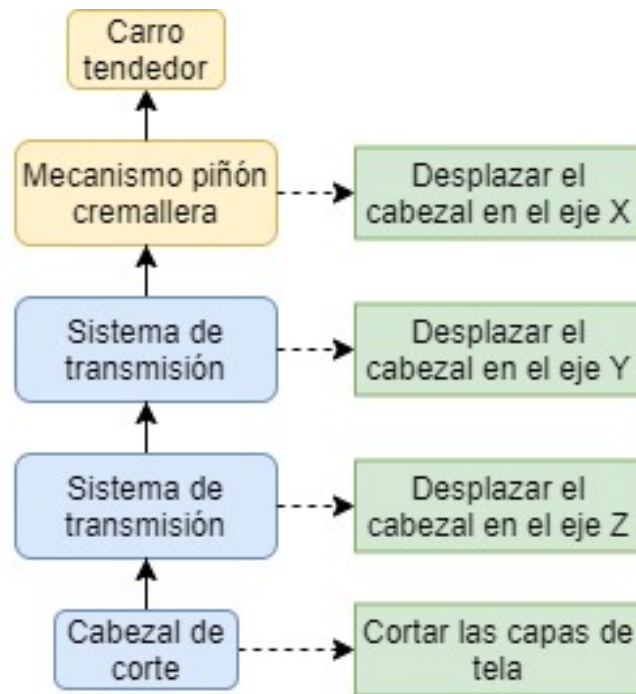 Carro
tendedor
Mecanismo piñón
cremallera
Desplazar el
cabezal en el eje X
Sistema de
transmisión
Desplazar el
cabezal en el eje Y
Sistema de
transmisión
Desplazar el
cabezal en el eje Z
Cabezal de
corte
Cortar las capas de
tela